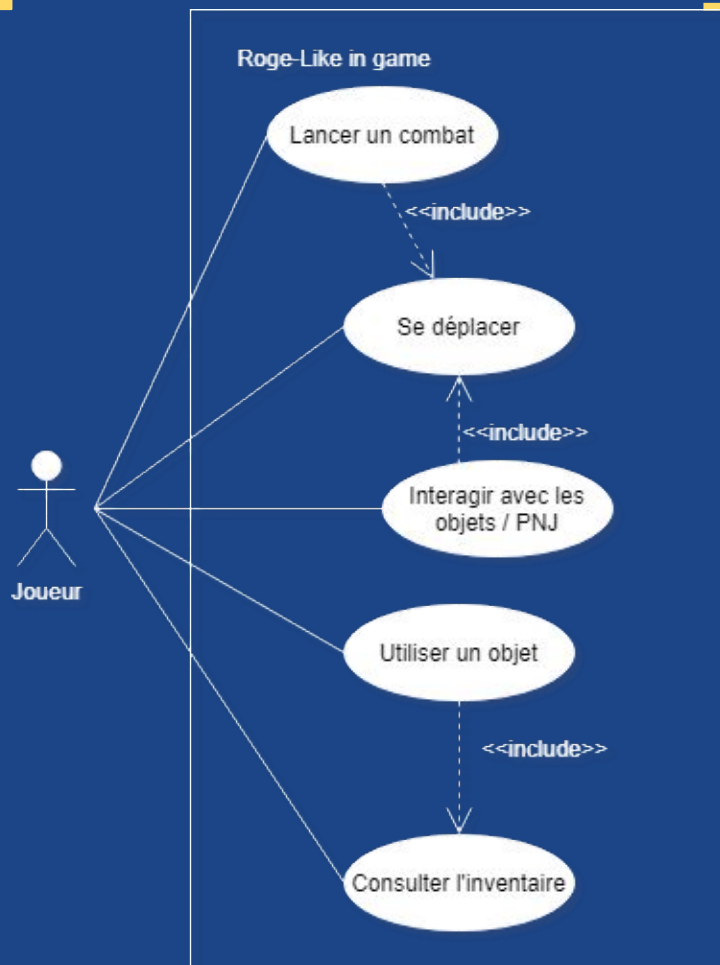 Roge-Like in game
Lancer un combat
<<include>>
Se déplacer
<<include>>
Interagir avec les
objets / PNJ
Joueur
Utiliser un objet
<<include>>
Consulter l'inventaire